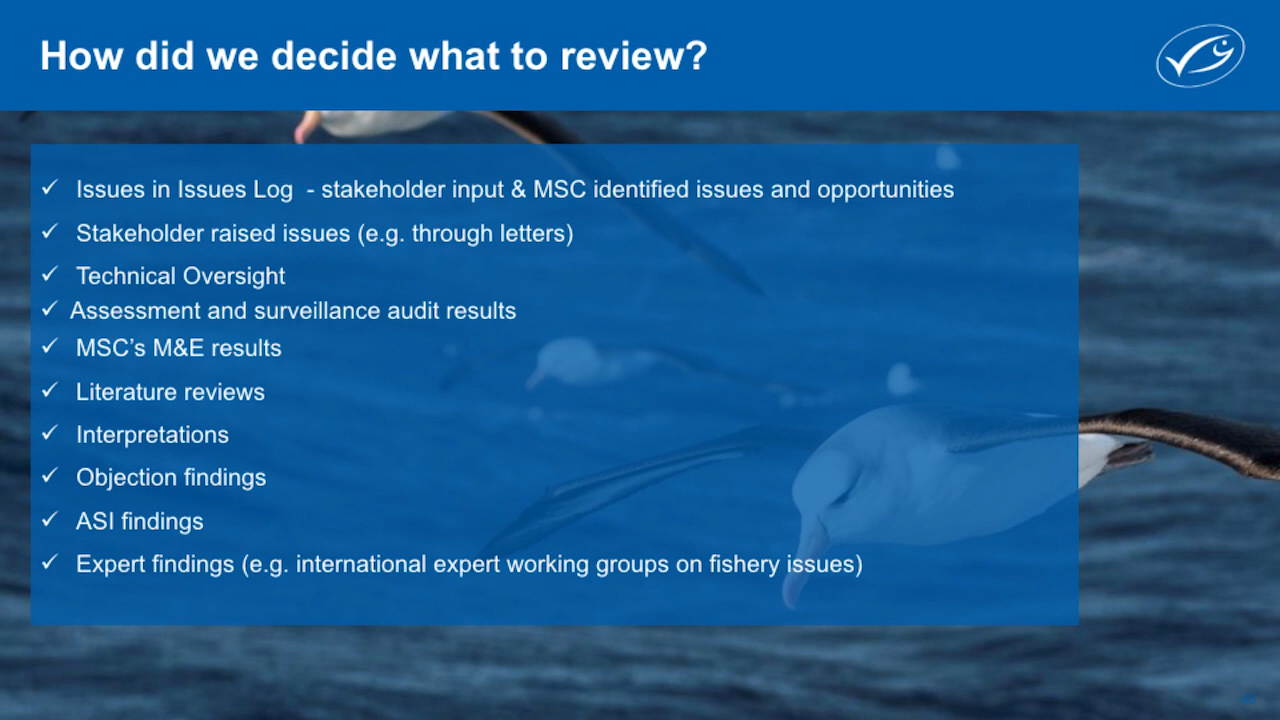 How did we decide what to review?
✓ Issues in Issues Log - stakeholder input & MSC identified issues and opportunities
✓ Stakeholder raised issues (e.g. through letters)
✓ Technical Oversight
✓ Assessment and surveillance audit results
✓ MSC’s M&E results
✓ Literature reviews
✓ Interpretations
✓ Objection findings
✓ ASI findings
✓ Expert findings (e.g. international expert working groups on fishery issues)